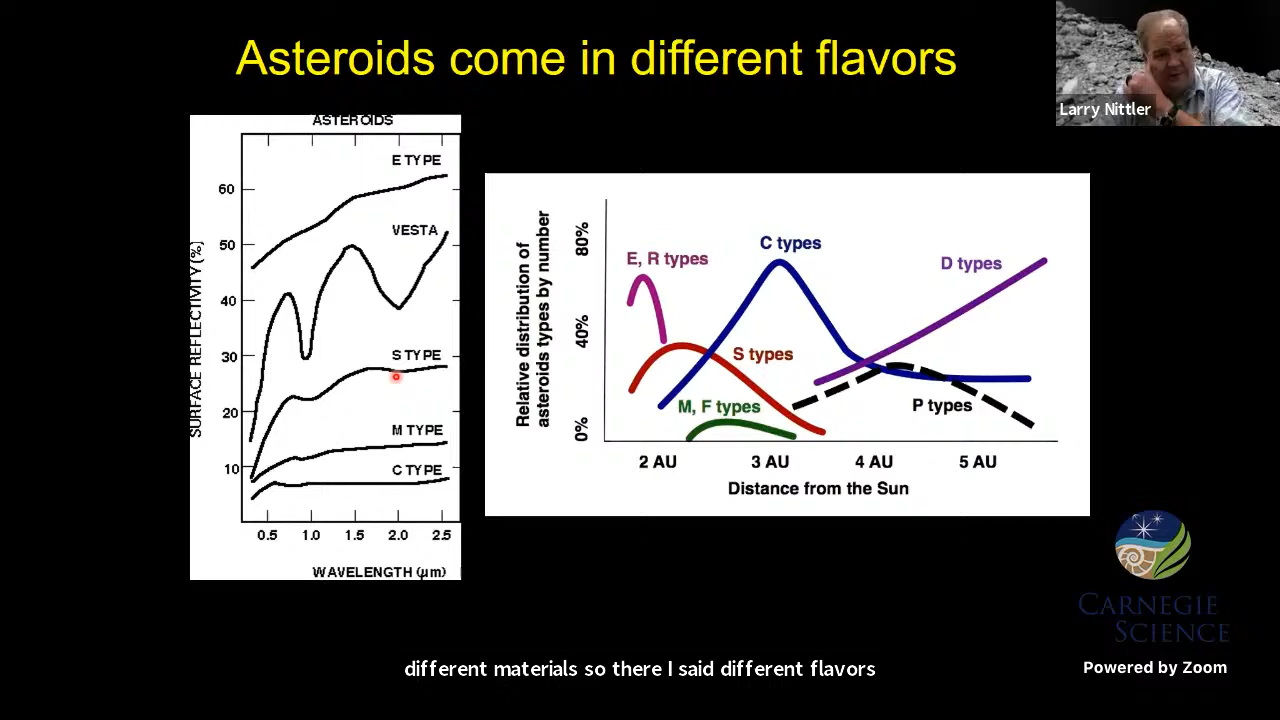 Asteroids come in different flavors
Larry Nittler
ASTEROIDS
E TYPE
VESTA
S TYPE
M TYPE
C TYPE
60
50
40
30
20
10
SURFACE REFLECTIVITY (%)
0.5 1.0 1.5 2.0 2.5
WAVELENGTH (μm)
Relative distribution of
asteroids types by number
80%
40%
0%
E, R types
C types
D types
S types
M, F types
P types
2 AU 3 AU 4 AU 5 AU
Distance from the Sun
CARNEGIE
SCIENCE
Powered by Zoom
different materials so there I said different flavors